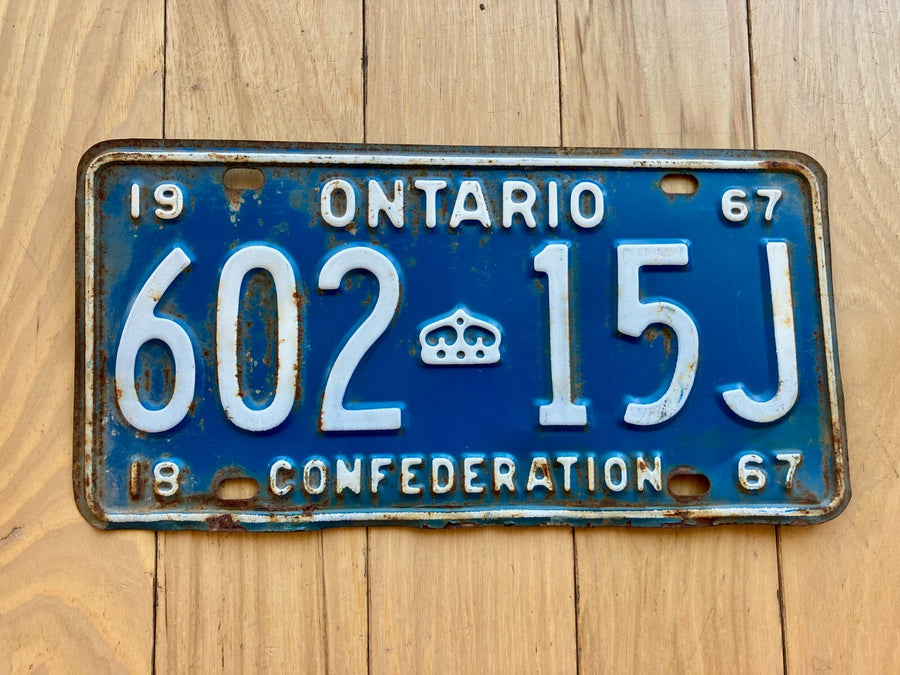 19 ONTARIO 67
602 15J
18 CONFEDERATION 67